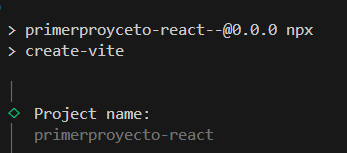 > primerproyceto-react--@0.0.0 npx
> create-vite
Project name:
primerproyecto-react